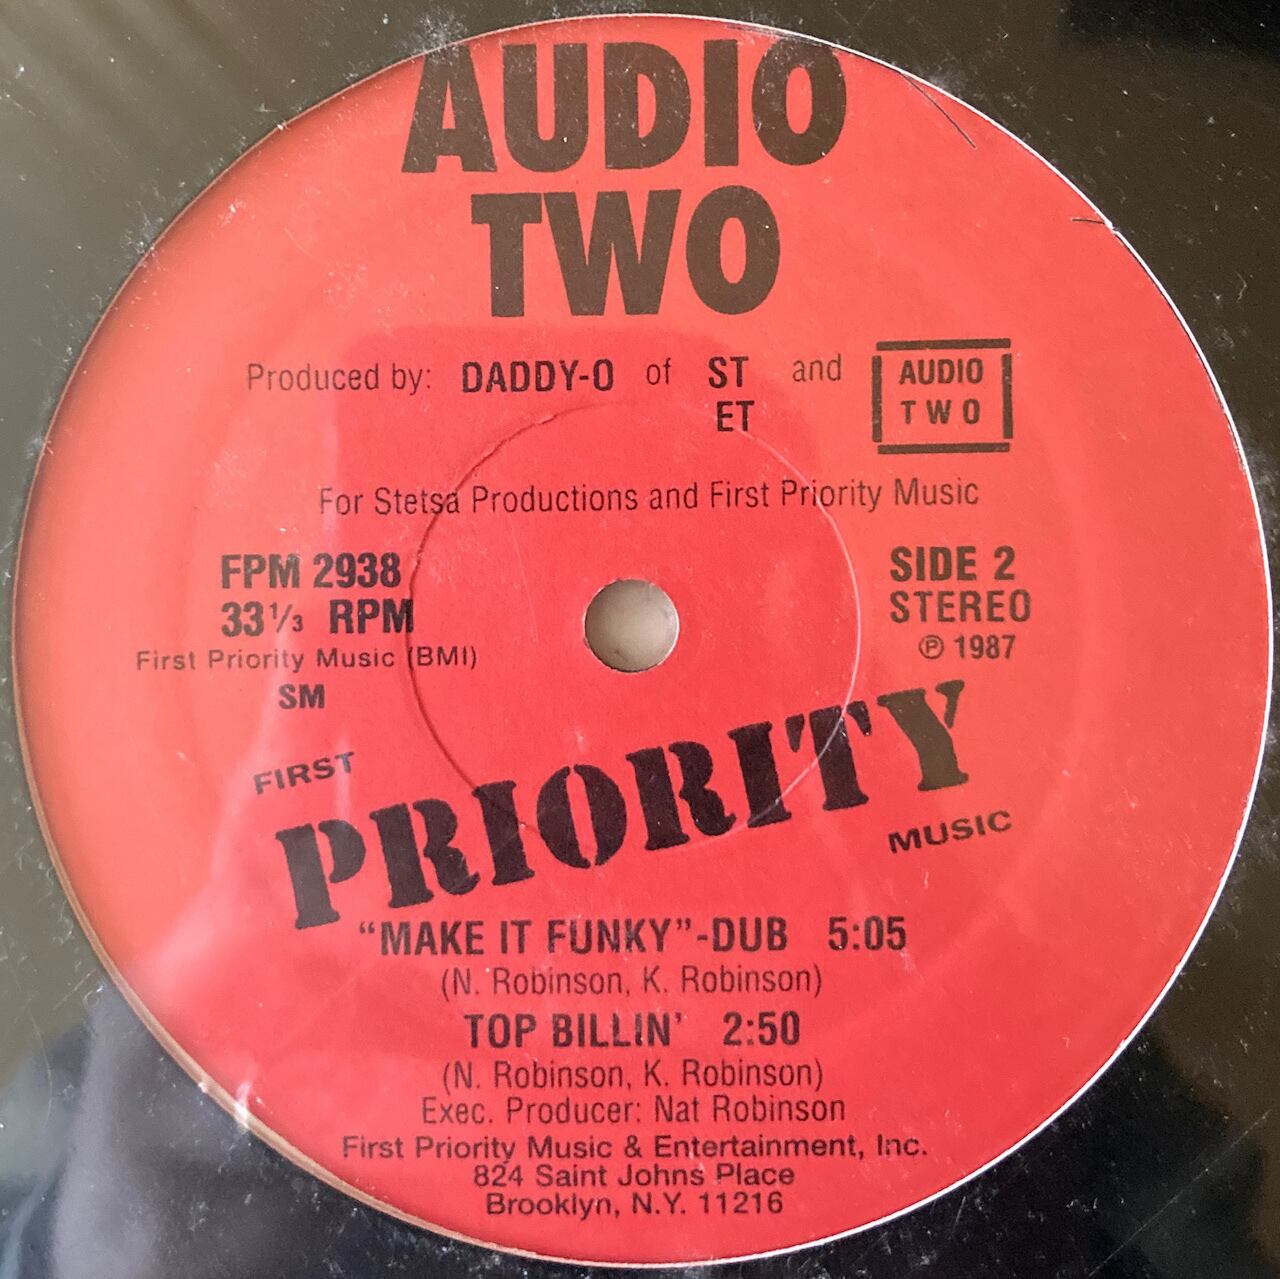 AUDIO
TWO
Produced by: DADDY-O of ST and
ET
AUDIO
TWO
For Stetsa Productions and First Priority Music
FPM 2938
33⅓ RPM
First Priority Music (BMI)
SM
SIDE 2
STEREO
℗ 1987
FIRST
PRIORITY
MUSIC
“MAKE IT FUNKY”-DUB 5:05
(N. Robinson, K. Robinson)
TOP BILLIN’ 2:50
(N. Robinson, K. Robinson)
Exec. Producer: Nat Robinson
First Priority Music & Entertainment, Inc.
824 Saint Johns Place
Brooklyn, N.Y. 11216